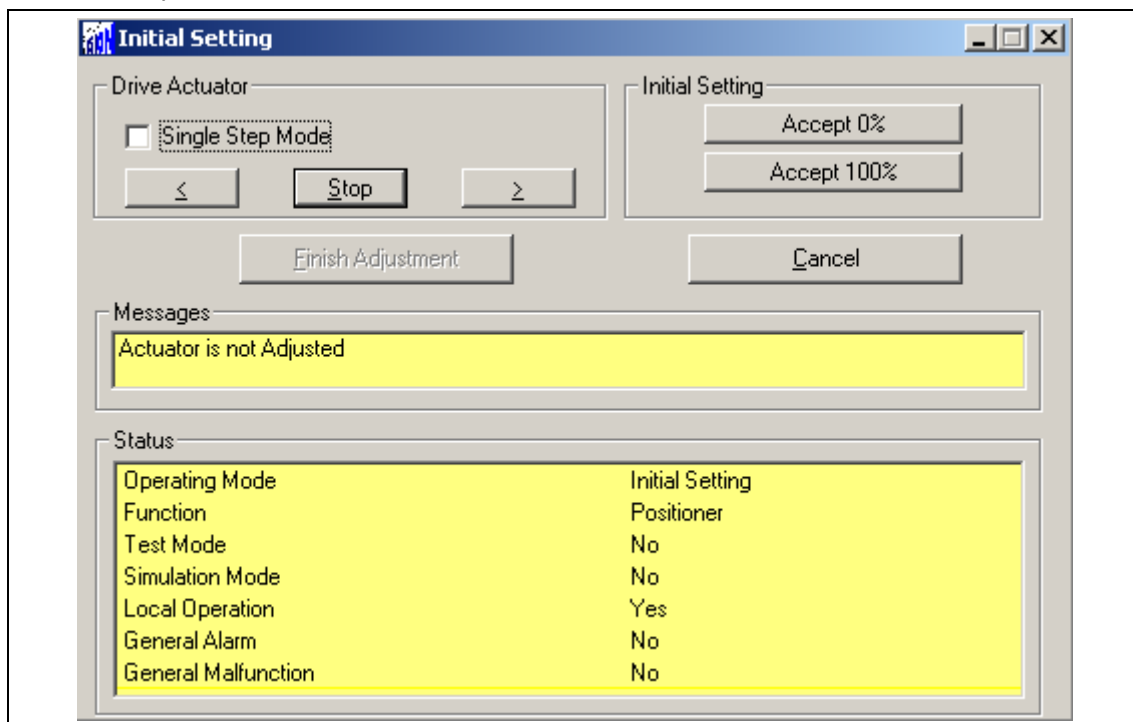 Initial Setting
Drive Actuator
Single Step Mode
< Stop >
Initial Setting
Accept 0%
Accept 100%
Finish Adjustment
Cancel
Messages
Actuator is not Adjusted
Status
Operating Mode Initial Setting
Function Positioner
Test Mode No
Simulation Mode No
Local Operation Yes
General Alarm No
General Malfunction No